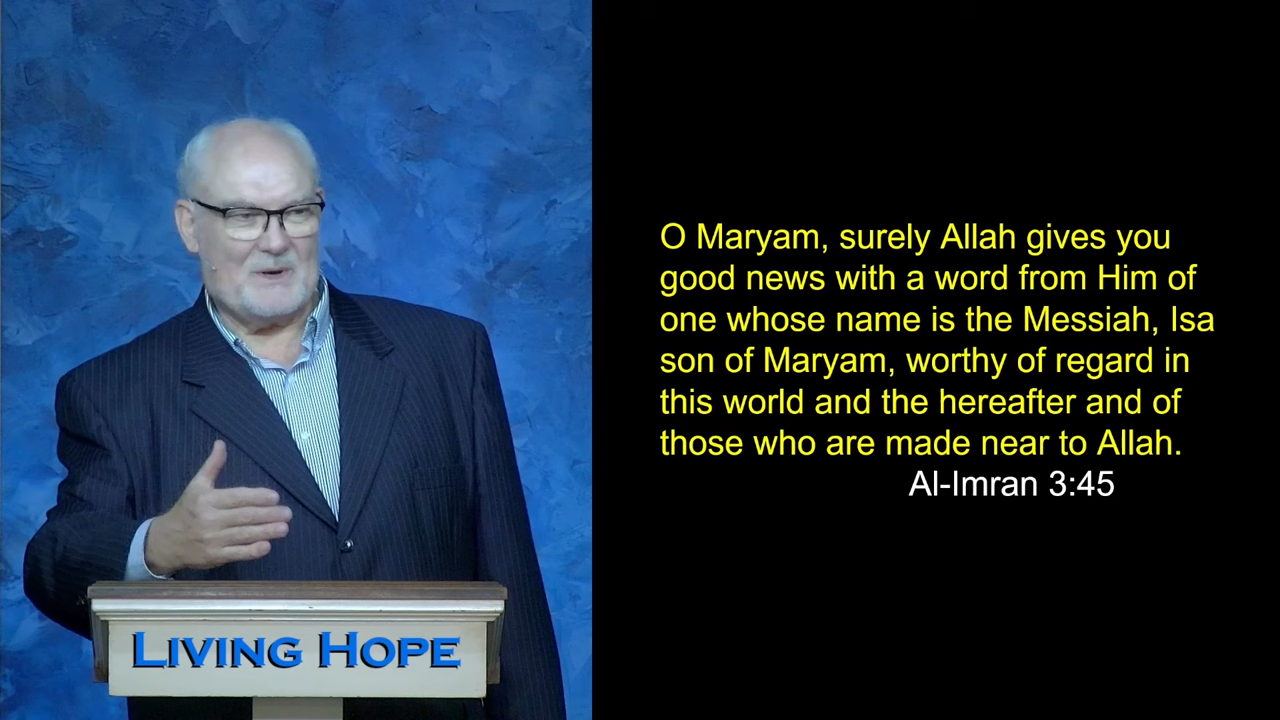 O Maryam, surely Allah gives you
good news with a word from Him of
one whose name is the Messiah, Isa
son of Maryam, worthy of regard in
this world and the hereafter and of
those who are made near to Allah.
Al-Imran 3:45
LIVING HOPE